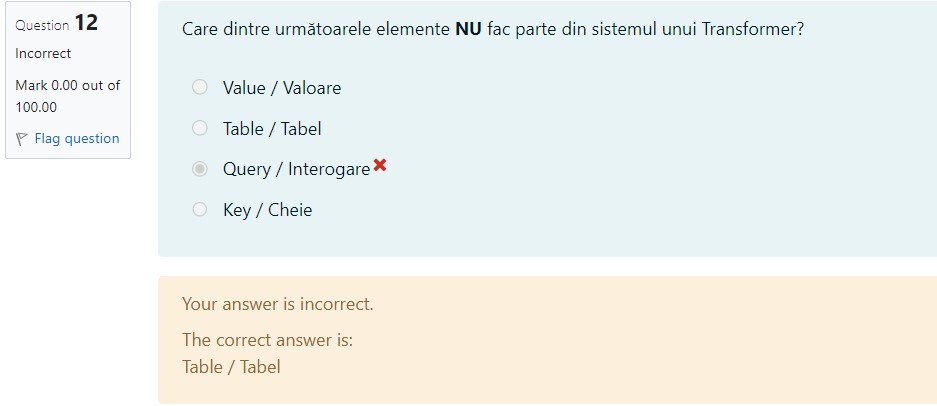 Question 12
Incorrect
Mark 0.00 out of
100.00
Flag question
Care dintre următoarele elemente NU fac parte din sistemul unui Transformer?
Value / Valoare
Table / Tabel
Query / Interogare
Key / Cheie
Your answer is incorrect.
The correct answer is:
Table / Tabel